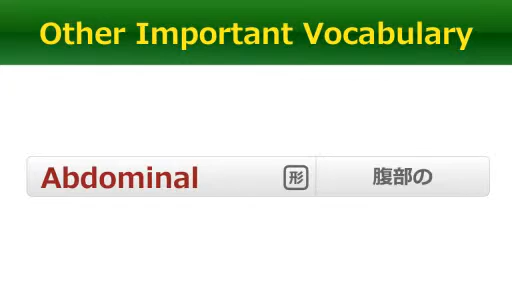 Other Important Vocabulary
Abdominal 形 腹部の